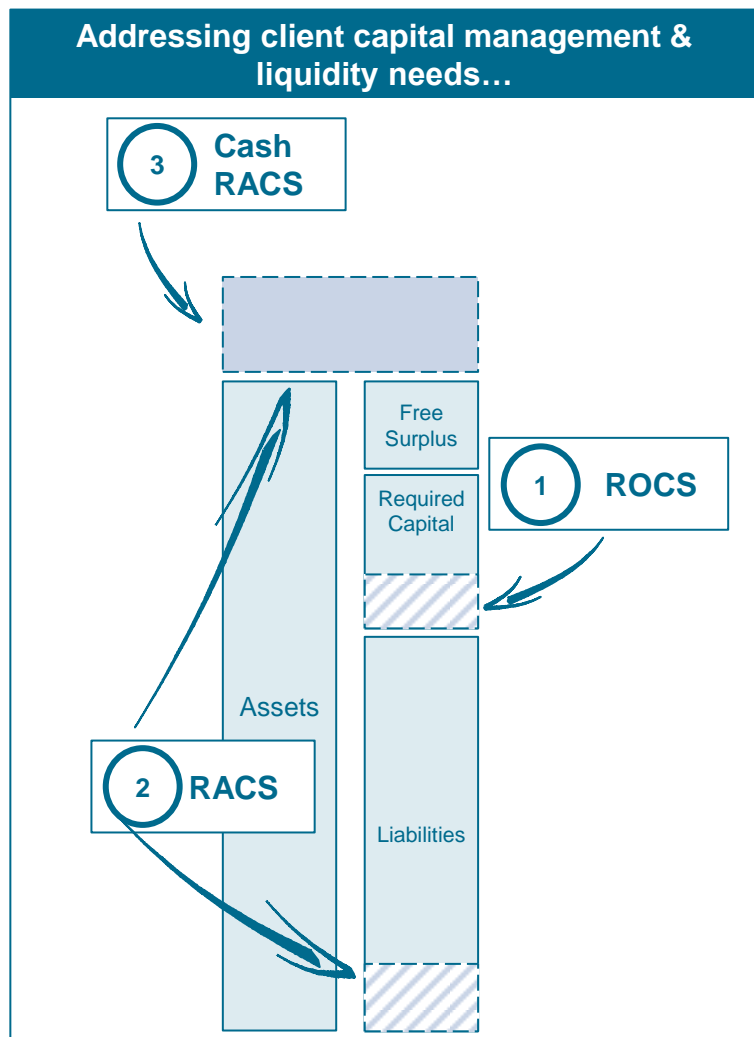 Addressing client capital management &
liquidity needs…
3
Cash
RACS
Free
Surplus
1
ROCS
Required
Capital
Assets
2
RACS
Liabilities